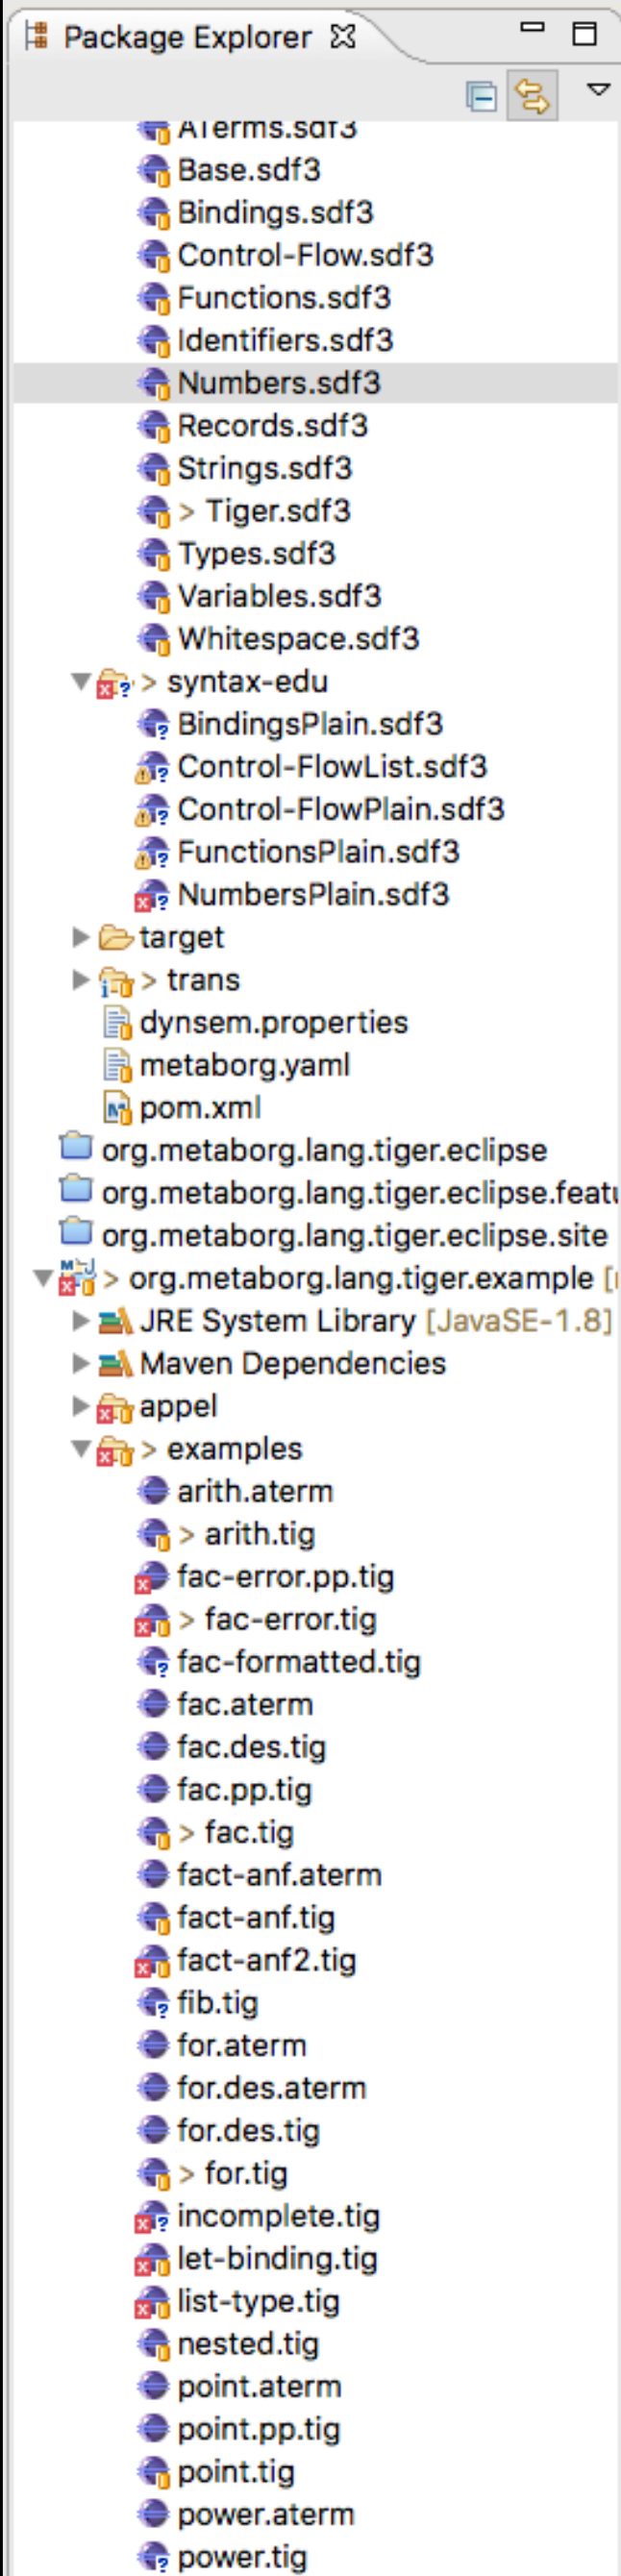 Package Explorer
ATerms.sdf3
Base.sdf3
Bindings.sdf3
Control-Flow.sdf3
Functions.sdf3
Identifiers.sdf3
Numbers.sdf3
Records.sdf3
Strings.sdf3
> Tiger.sdf3
Types.sdf3
Variables.sdf3
Whitespace.sdf3
> syntax-edu
BindingsPlain.sdf3
Control-FlowList.sdf3
Control-FlowPlain.sdf3
FunctionsPlain.sdf3
NumbersPlain.sdf3
target
> trans
dynsem.properties
metaborg.yaml
pom.xml
org.metaborg.lang.tiger.eclipse
org.metaborg.lang.tiger.eclipse.featu
org.metaborg.lang.tiger.eclipse.site
> org.metaborg.lang.tiger.example [
JRE System Library [JavaSE-1.8]
Maven Dependencies
appel
> examples
arith.aterm
> arith.tig
fac-error.pp.tig
> fac-error.tig
fac-formatted.tig
fac.aterm
fac.des.tig
fac.pp.tig
> fac.tig
fact-anf.aterm
fact-anf.tig
fact-anf2.tig
fib.tig
for.aterm
for.des.aterm
for.des.tig
> for.tig
incomplete.tig
let-binding.tig
list-type.tig
nested.tig
point.aterm
point.pp.tig
point.tig
power.aterm
power.tig